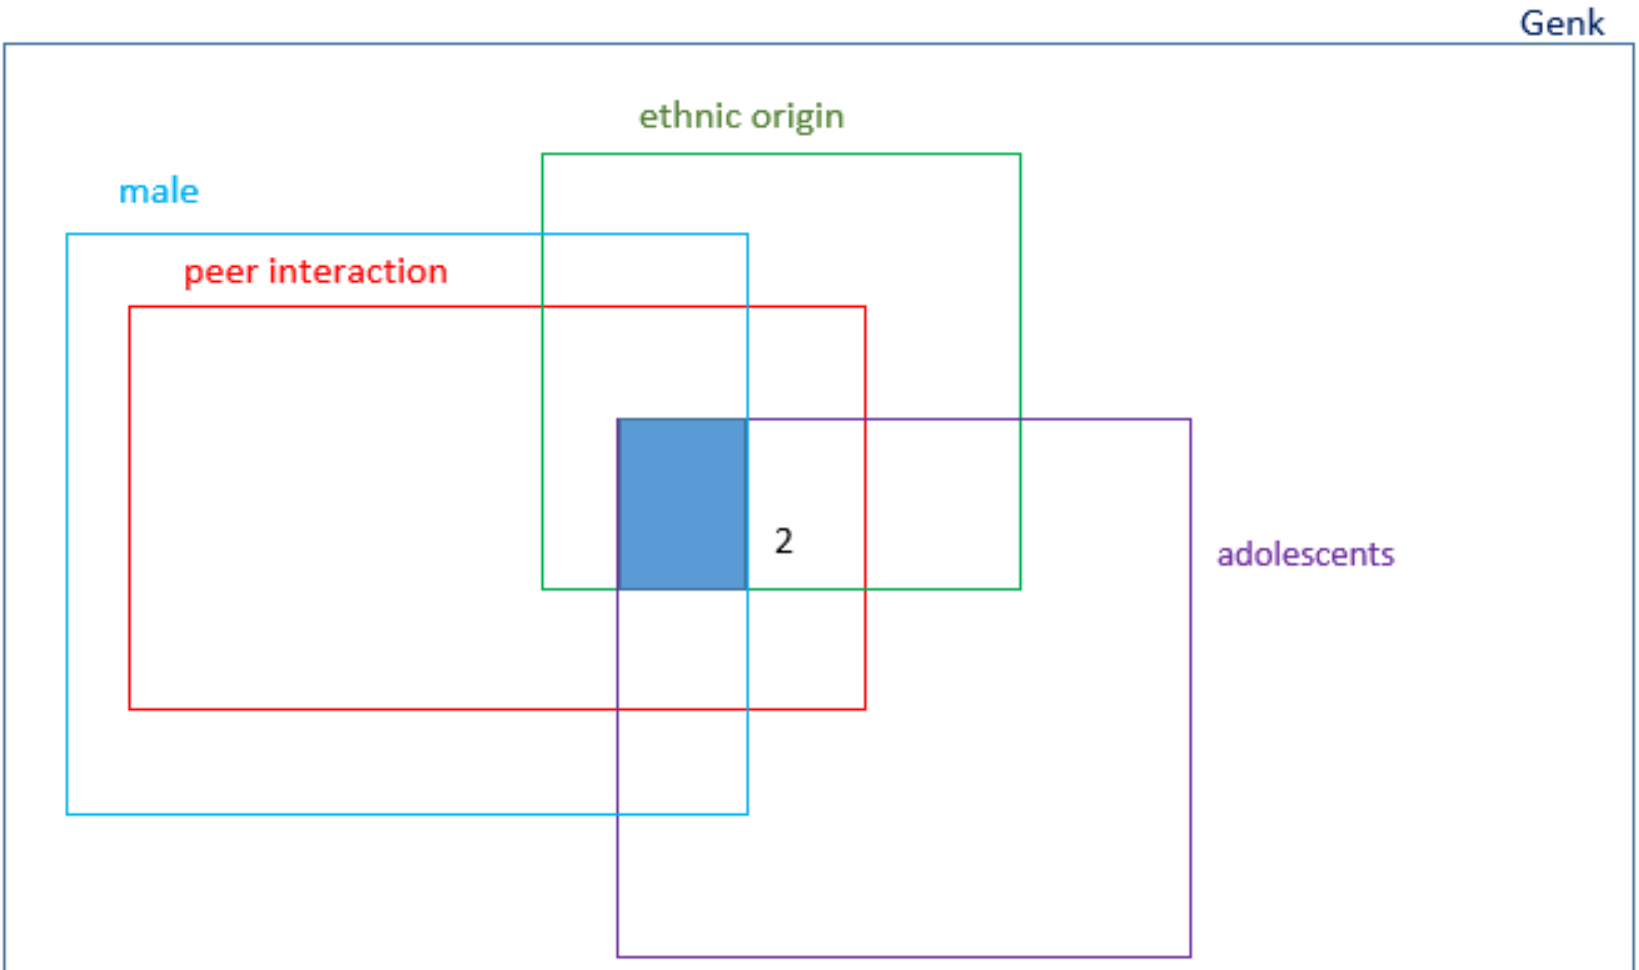 Genk
ethnic origin
male
peer interaction
2
adolescents